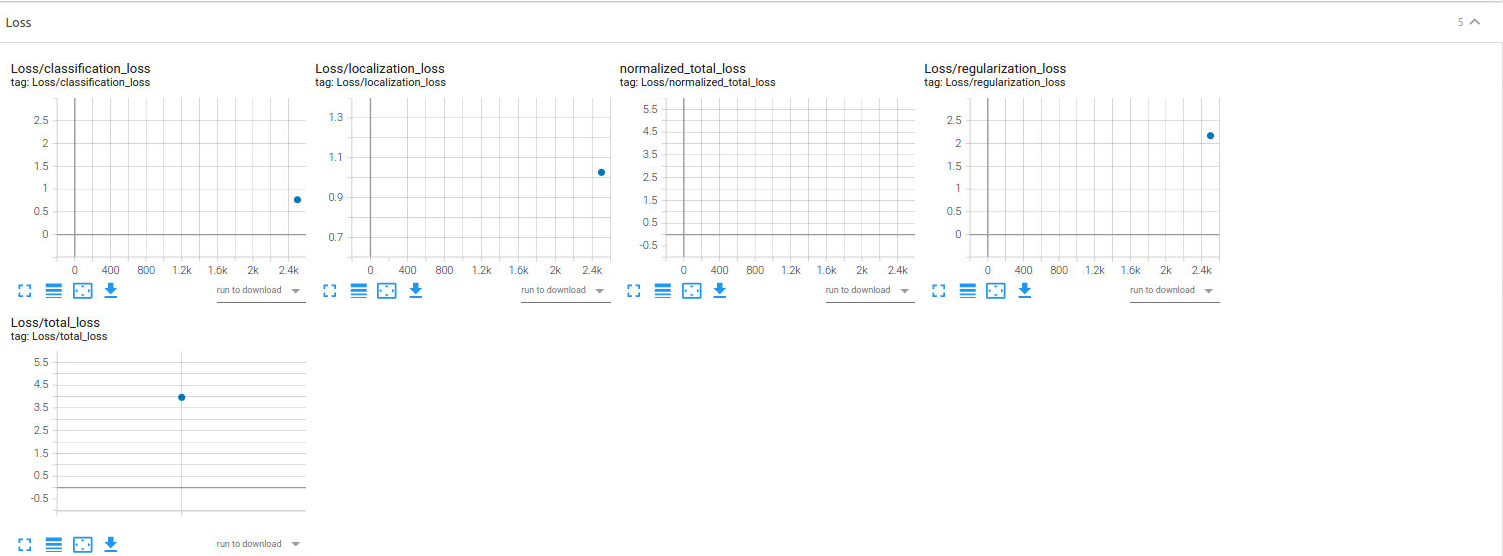 Loss
5
Loss/classification_loss
tag: Loss/classification_loss
2.5
2
1.5
1
0.5
0
0 400 800 1.2k 1.6k 2k 2.4k
run to download
Loss/localization_loss
tag: Loss/localization_loss
1.3
1.1
0.9
0.7
0 400 800 1.2k 1.6k 2k 2.4k
run to download
normalized_total_loss
tag: Loss/normalized_total_loss
5.5
4.5
3.5
2.5
1.5
0.5
-0.5
0 400 800 1.2k 1.6k 2k 2.4k
run to download
Loss/regularization_loss
tag: Loss/regularization_loss
2.5
2
1.5
1
0.5
0
0 400 800 1.2k 1.6k 2k 2.4k
run to download
Loss/total_loss
tag: Loss/total_loss
5.5
4.5
3.5
2.5
1.5
0.5
-0.5
run to download